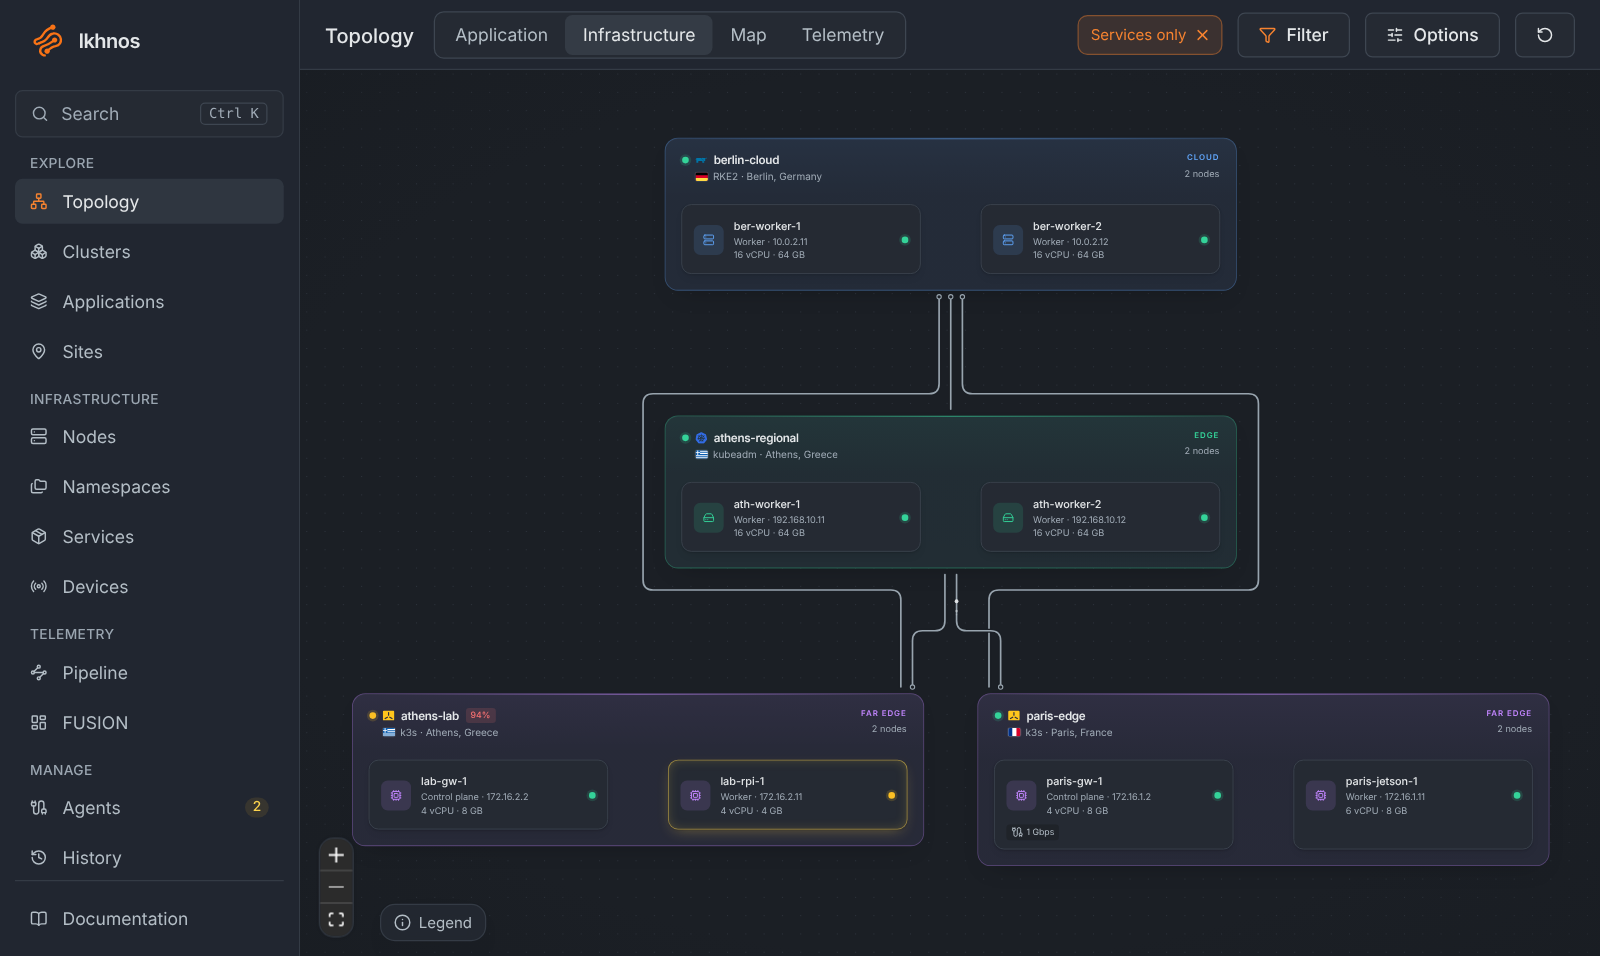 Ikhnos
Search
Ctrl K
EXPLORE
Topology
Clusters
Applications
Sites
INFRASTRUCTURE
Nodes
Namespaces
Services
Devices
TELEMETRY
Pipeline
FUSION
MANAGE
Agents
2
History
Documentation
Topology
Application
Infrastructure
Map
Telemetry
Services only
Filter
Options
berlin-cloud
RKE2 · Berlin, Germany
CLOUD
2 nodes
ber-worker-1
Worker · 10.0.2.11
16 vCPU · 64 GB
ber-worker-2
Worker · 10.0.2.12
16 vCPU · 64 GB
athens-regional
kubeadm · Athens, Greece
EDGE
2 nodes
ath-worker-1
Worker · 192.168.10.11
16 vCPU · 64 GB
ath-worker-2
Worker · 192.168.10.12
16 vCPU · 64 GB
athens-lab
94%
k3s · Athens, Greece
FAR EDGE
2 nodes
lab-gw-1
Control plane · 172.16.2.2
4 vCPU · 8 GB
lab-rpi-1
Worker · 172.16.2.11
4 vCPU · 4 GB
paris-edge
k3s · Paris, France
FAR EDGE
2 nodes
paris-gw-1
Control plane · 172.16.1.2
4 vCPU · 8 GB
1 Gbps
paris-jetson-1
Worker · 172.16.1.11
6 vCPU · 8 GB
Legend